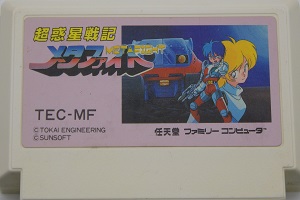 超惑星戦記
メタファイト
TEC-MF
© TOKAI ENGINEERING
© SUNSOFT
任天堂 ファミリー コンピュータ